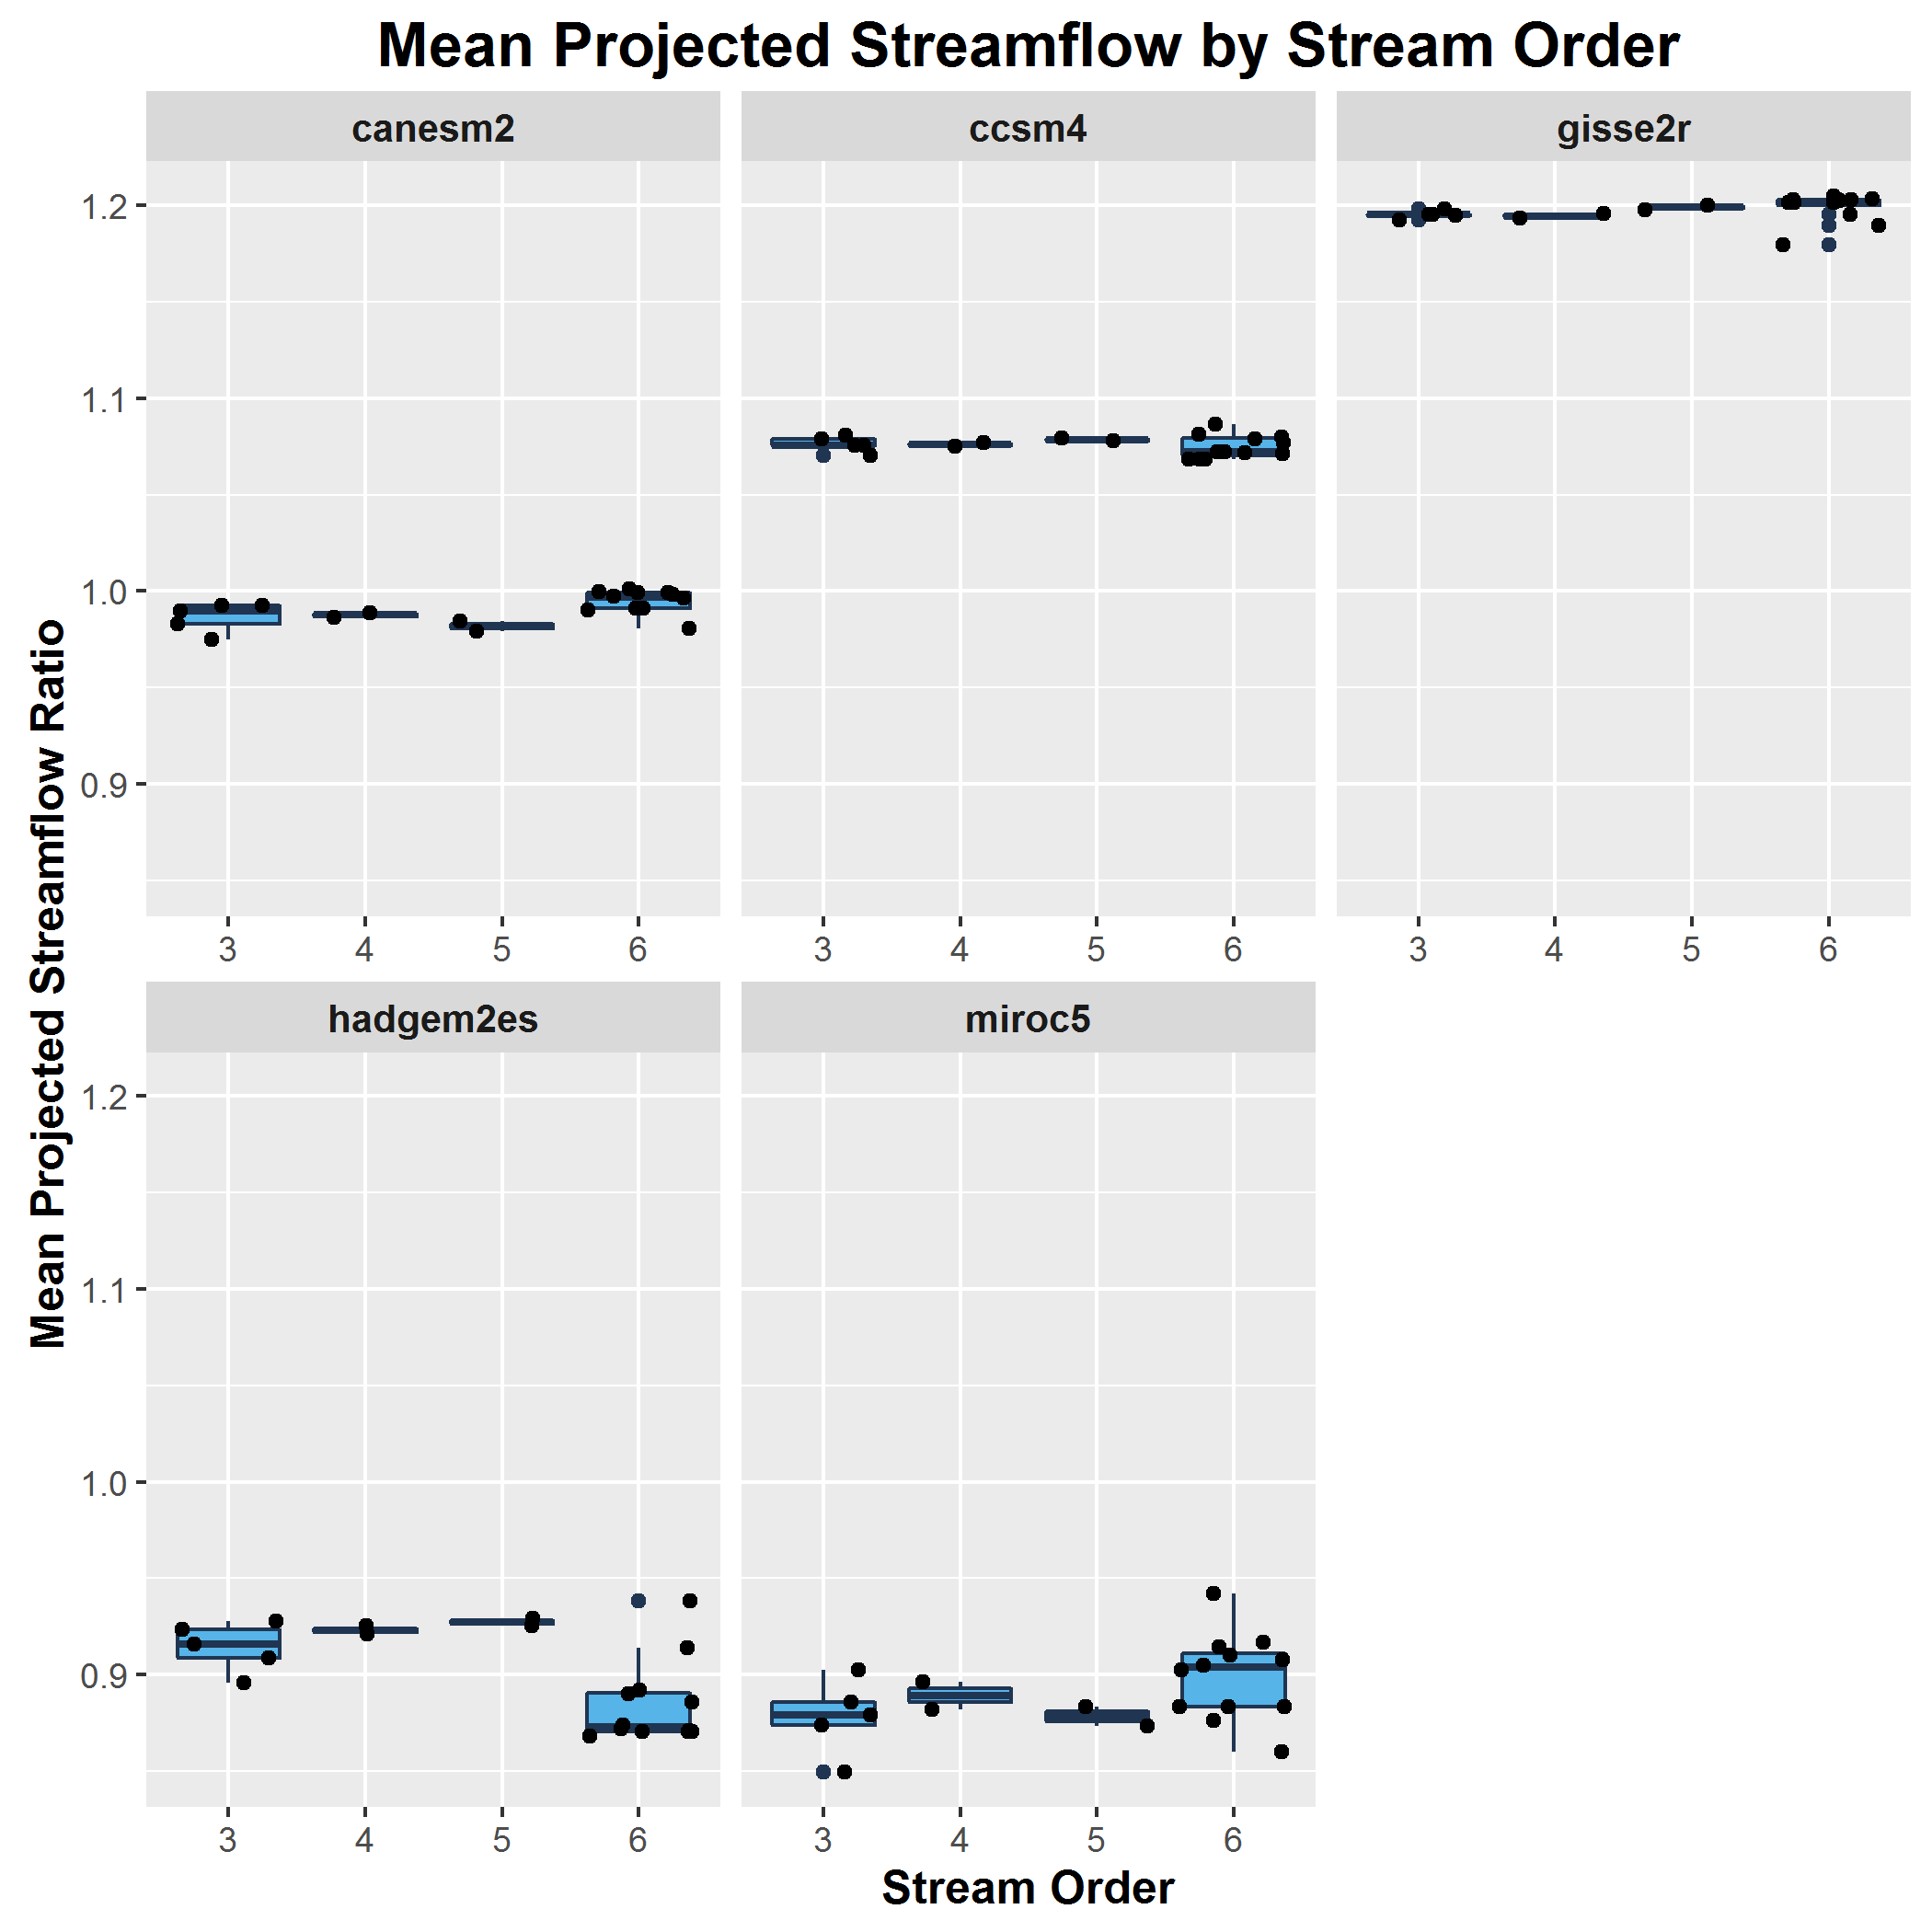 Mean Projected Streamflow by Stream Order
canesm2 ccsm4 gisse2r
1.2
1.1
1.0
0.9
3 4 5 6 3 4 5 6 3 4 5 6
Mean Projected Streamflow Ratio
hadgem2es miroc5
1.2
1.1
1.0
0.9
3 4 5 6 3 4 5 6
Stream Order